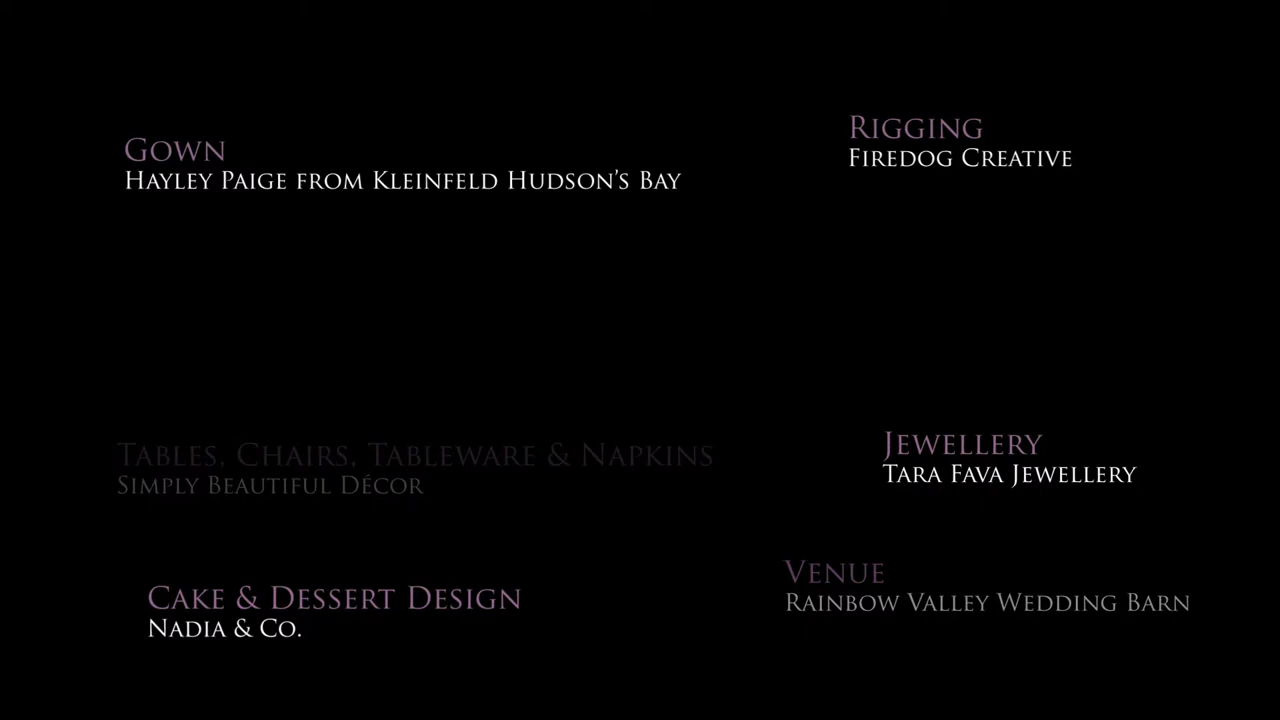 Gown
Hayley Paige from Kleinfeld Hudson's Bay
Rigging
Firedog Creative
Tables, Chairs, Tableware & Napkins
Simply Beautiful Décor
Jewellery
Tara Fava Jewellery
Cake & Dessert Design
Nadia & Co.
Venue
Rainbow Valley Wedding Barn